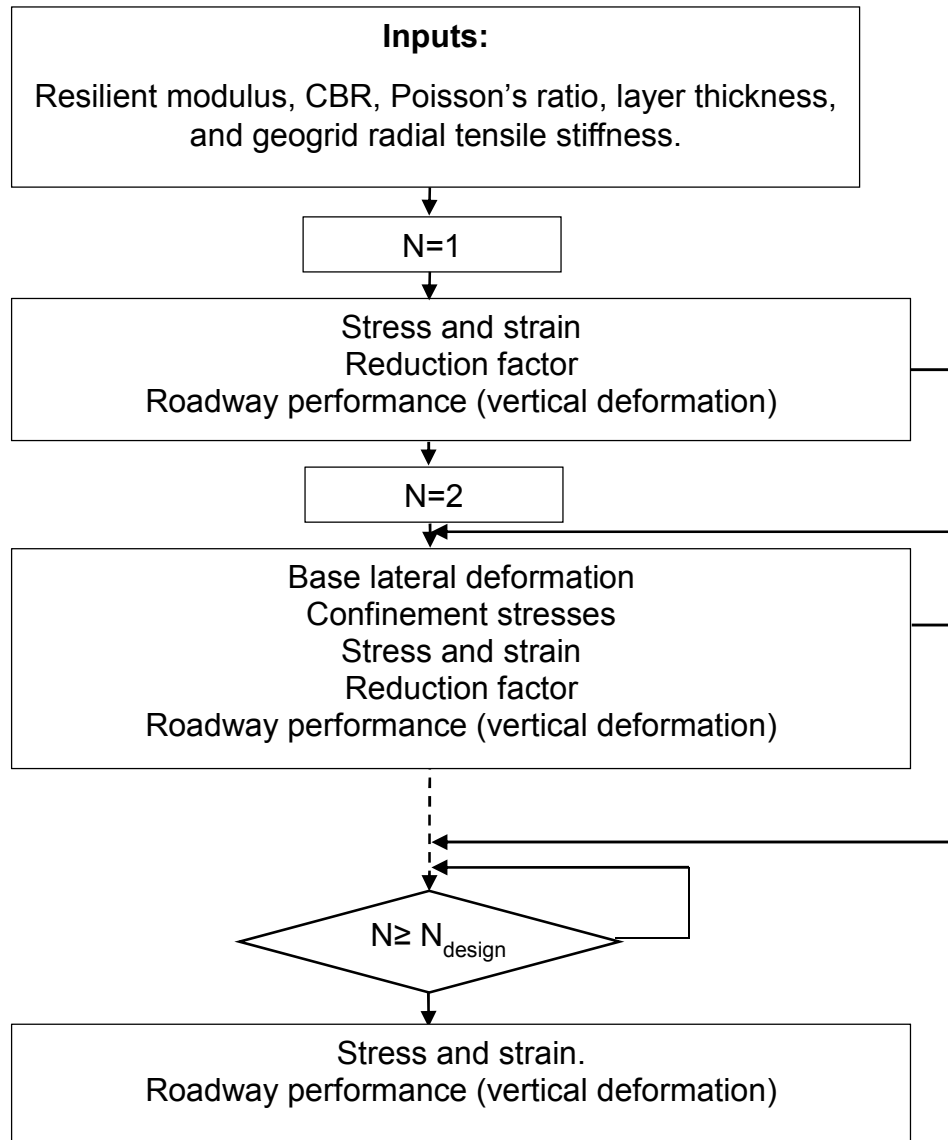 Inputs:
Resilient modulus, CBR, Poisson’s ratio, layer thickness,
and geogrid radial tensile stiffness.
N=1
Stress and strain
Reduction factor
Roadway performance (vertical deformation)
N=2
Base lateral deformation
Confinement stresses
Stress and strain
Reduction factor
Roadway performance (vertical deformation)
N≥ N_design
Stress and strain.
Roadway performance (vertical deformation)